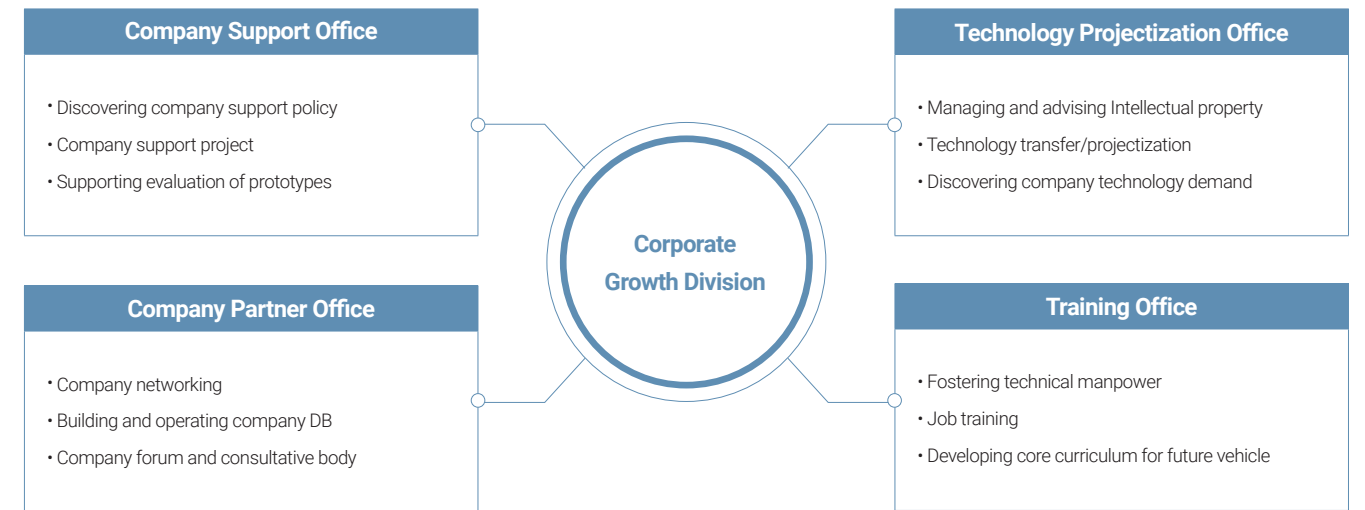 Company Support Office
• Discovering company support policy
• Company support project
• Supporting evaluation of prototypes
Technology Projectization Office
• Managing and advising Intellectual property
• Technology transfer/projectization
• Discovering company technology demand
Corporate
Growth Division
Company Partner Office
• Company networking
• Building and operating company DB
• Company forum and consultative body
Training Office
• Fostering technical manpower
• Job training
• Developing core curriculum for future vehicle